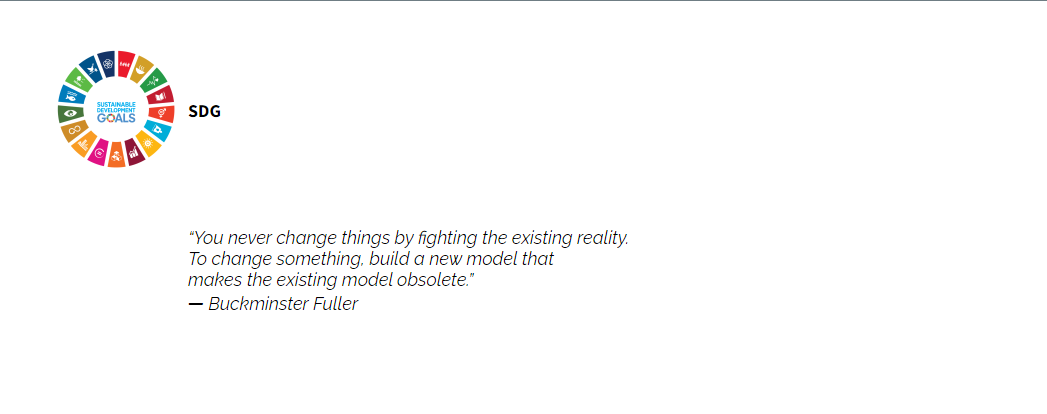 SUSTAINABLE
DEVELOPMENT
GOALS
SDG
“You never change things by fighting the existing reality.
To change something, build a new model that
makes the existing model obsolete.”
— Buckminster Fuller